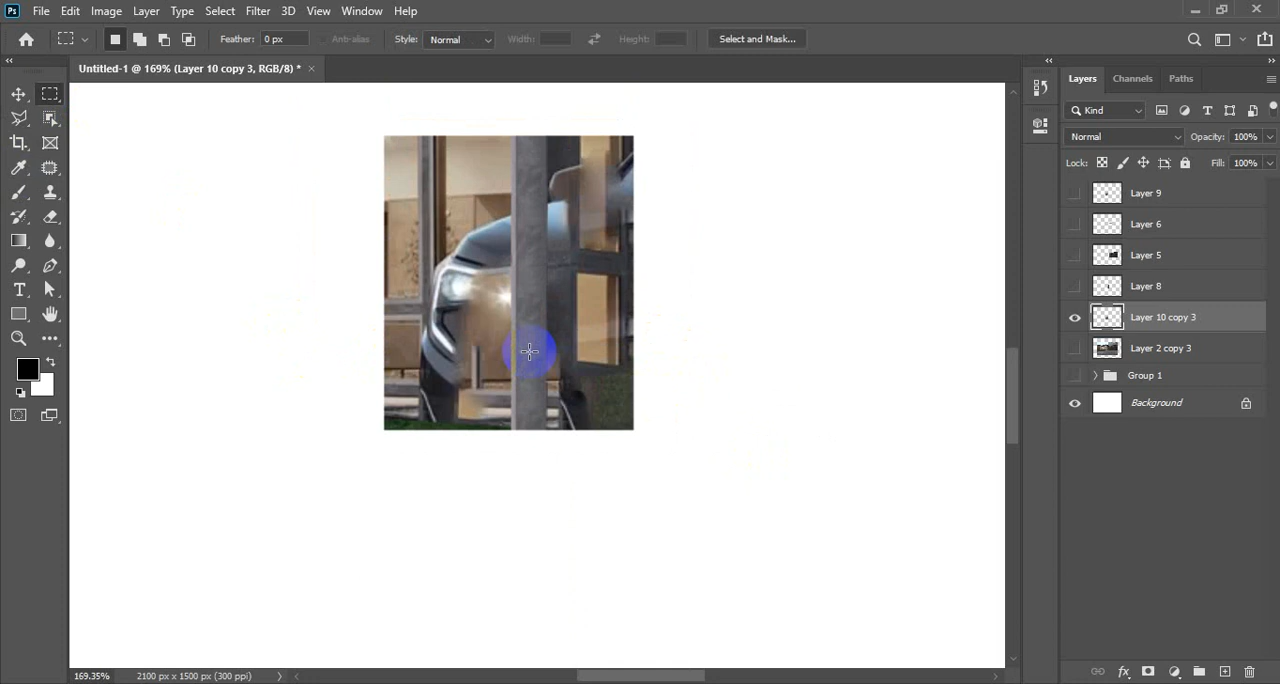 Ps File Edit Image Layer Type Select Filter 3D View Window Help
Feather: 0 px Anti-alias Style: Normal Width: Height: Select and Mask...
Untitled-1 @ 169% (Layer 10 copy 3, RGB/8) *
Layers Channels Paths
Kind
Normal Opacity: 100%
Lock: Fill: 100%
Layer 9
Layer 6
Layer 5
Layer 8
Layer 10 copy 3
Layer 2 copy 3
Group 1
Background
169.35% 2100 px x 1500 px (300 ppi)